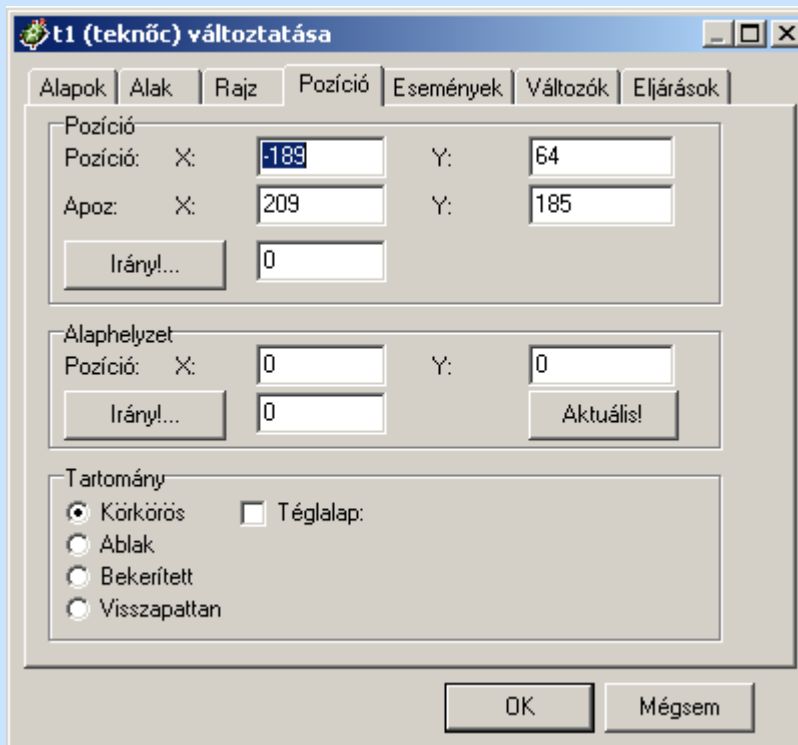 t1 (teknőc) változtatása
Alapok Alak Rajz Pozíció Események Változók Eljárások
Pozíció
Pozíció: X: -189 Y: 64
Apoz: X: 209 Y: 185
Irány!... 0
Alaphelyzet
Pozíció: X: 0 Y: 0
Irány!... 0 Aktuális!
Tartomány
Körkörös Téglalap:
Ablak
Bekerített
Visszapattan
OK Mégsem